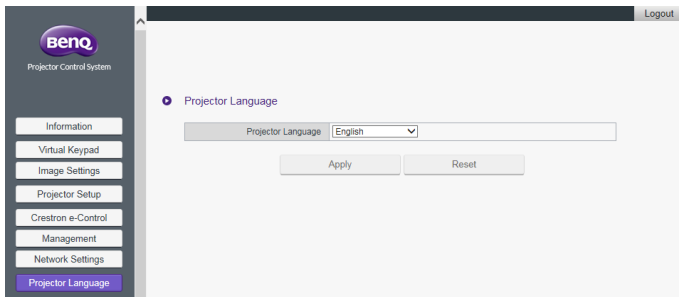 Logout
BenQ
Projector Control System
Information
Virtual Keypad
Image Settings
Projector Setup
Crestron e-Control
Management
Network Settings
Projector Language
Projector Language
Projector Language English
Apply Reset